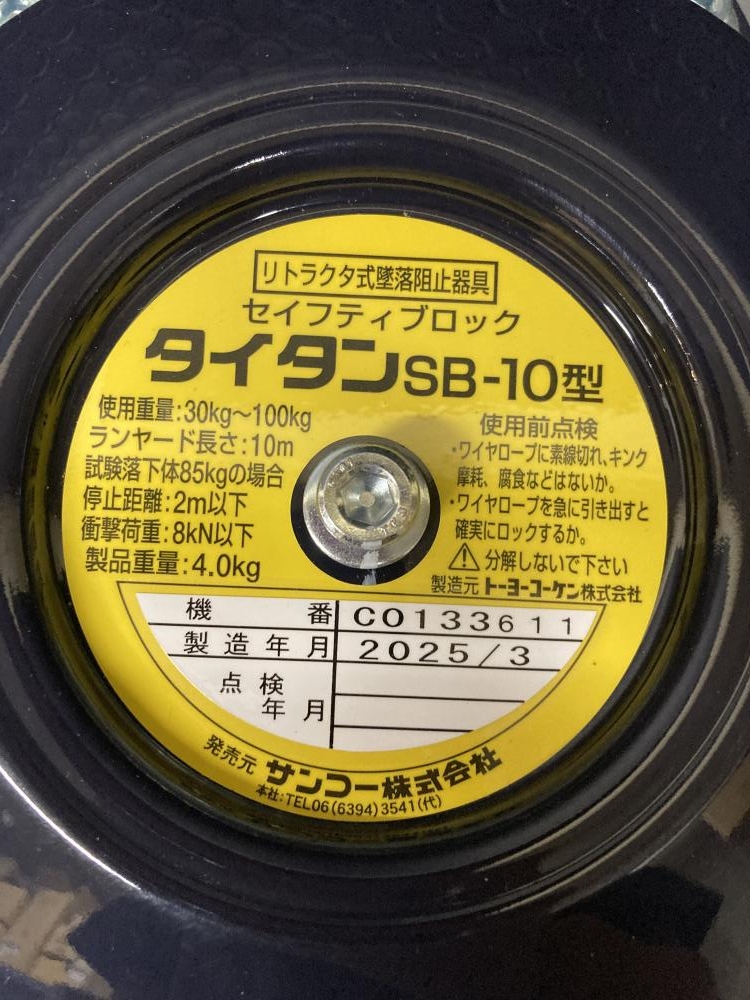 リトラクタ式墜落阻止器具
セイフティブロック
タイタンSB-10型
使用重量:30kg~100kg
ランヤード長さ:10m
試験落下体85kgの場合
停止距離:2m以下
衝撃荷重:8kN以下
製品重量:4.0kg
使用前点検
・ワイヤロープに素線切れ、キンク
摩耗、腐食などはないか。
・ワイヤロープを急に引き出すと
確実にロックするか。
分解しないで下さい
製造元 トーヨーコーケン株式会社
機番 CO133611
製造年月 2025/3
点検
年月
発売元 サンコー株式会社
本社:TEL06(6394)3541(代)